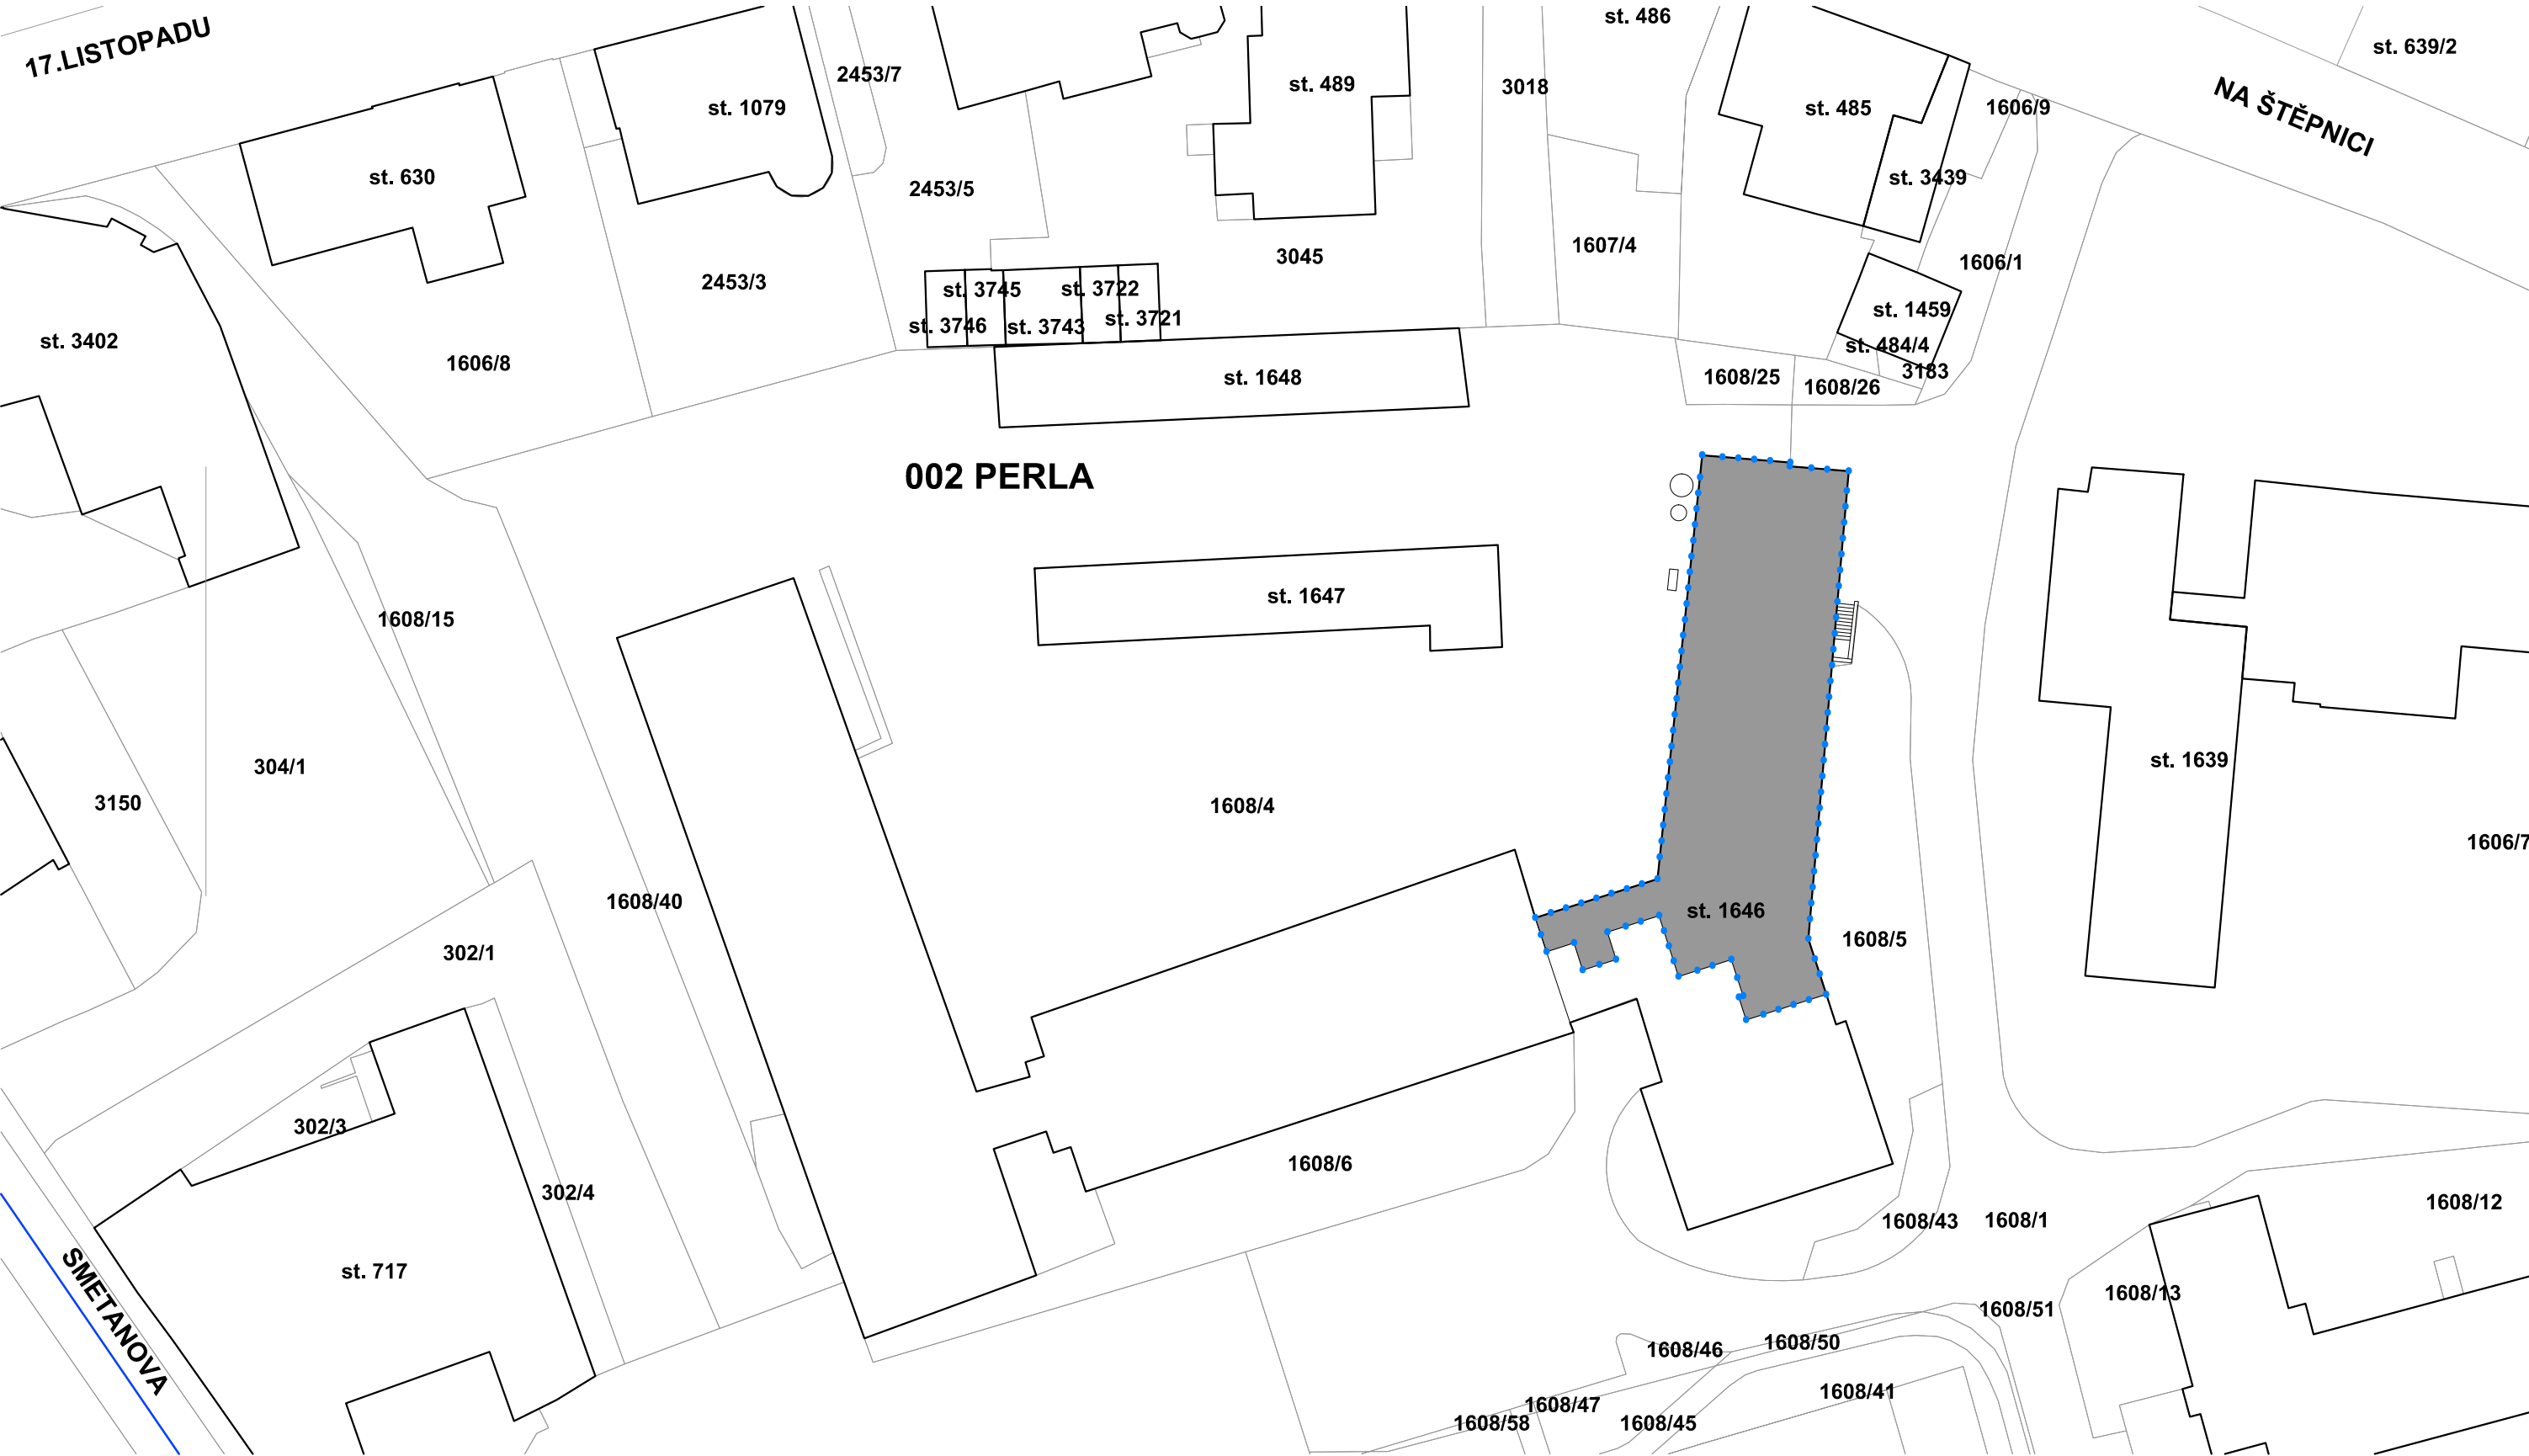 st. 486
17.LISTOPADU
st. 639/2
2453/7
st. 489
3018
st. 1079
st. 485
1606/9
NA ŠTĚPNICI
st. 630
2453/5
st. 3439
1607/4
3045
1606/1
2453/3
st. 3745
st. 3722
st. 1459
st. 3746
st. 3743
st. 3721
st. 3402
st. 484/4
1606/8
3183
st. 1648
1608/25
1608/26
002 PERLA
st. 1647
1608/15
st. 1639
304/1
3150
1608/4
1606/7
1608/40
st. 1646
1608/5
302/1
302/3
1608/6
302/4
1608/43
1608/1
1608/12
st. 717
SMETANOVA
1608/13
1608/51
1608/50
1608/46
1608/41
1608/47
1608/58
1608/45